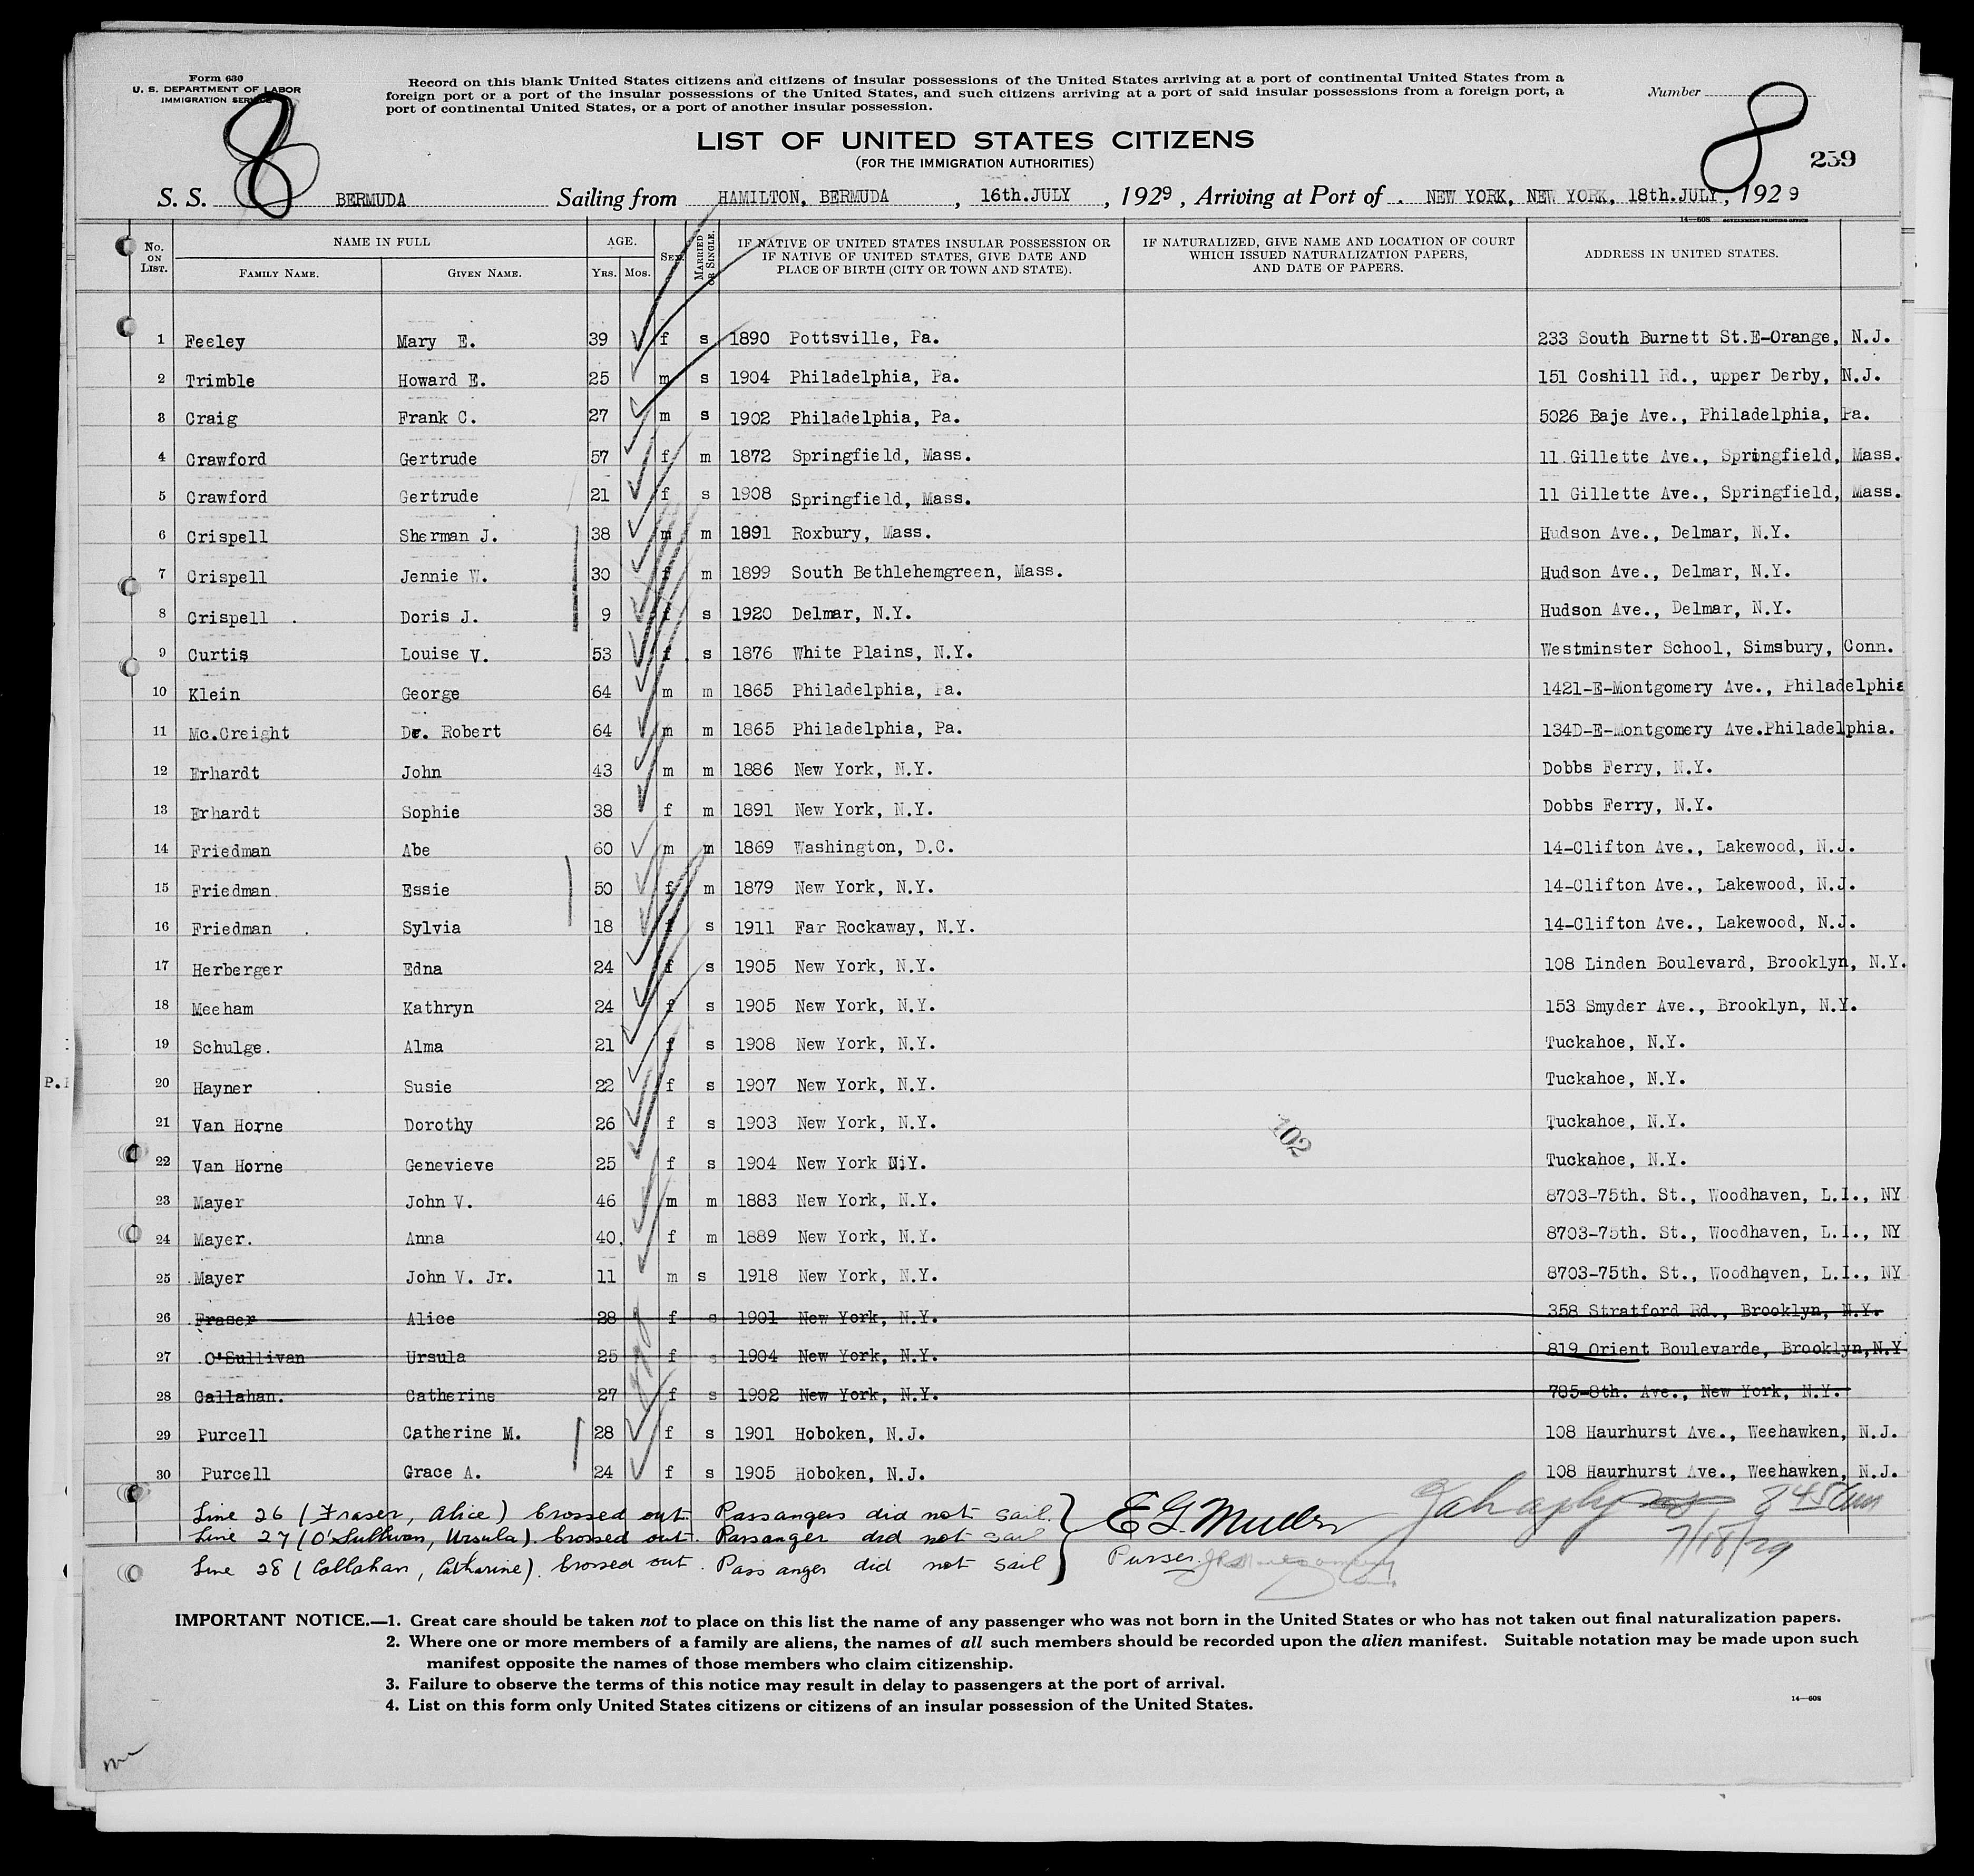 Form 630
U. S. DEPARTMENT OF LABOR
IMMIGRATION SERVICE
Record on this blank United States citizens and citizens of insular possessions of the United States arriving at a port of continental United States from a
foreign port or a port of the insular possessions of the United States, and such citizens arriving at a port of said insular possessions from a foreign port, a
port of continental United States, or a port of another insular possession.
Number
8
8
LIST OF UNITED STATES CITIZENS
(FOR THE IMMIGRATION AUTHORITIES)
259
S. S. BERMUDA Sailing from HAMILTON, BERMUDA, 16th.JULY, 1929, Arriving at Port of . NEW YORK, NEW YORK, 18th.JULY, 1929
14—608 GOVERNMENT PRINTING OFFICE
No. ON LIST. NAME IN FULL FAMILY NAME. GIVEN NAME. AGE. YRS. MOS. SEX. MARRIED OR SINGLE. IF NATIVE OF UNITED STATES INSULAR POSSESSION OR IF NATIVE OF UNITED STATES, GIVE DATE AND PLACE OF BIRTH (CITY OR TOWN AND STATE). IF NATURALIZED, GIVE NAME AND LOCATION OF COURT WHICH ISSUED NATURALIZATION PAPERS, AND DATE OF PAPERS. ADDRESS IN UNITED STATES.
1 Feeley Mary E. 39 f s 1890 Pottsville, Pa. 233 South Burnett St.E-Orange, N.J.
2 Trimble Howard E. 25 m s 1904 Philadelphia, Pa. 151 Coshill Rd., upper Derby, N.J.
3 Craig Frank C. 27 m s 1902 Philadelphia, Pa. 5026 Baje Ave., Philadelphia, Pa.
4 Crawford Gertrude 57 f m 1872 Springfield, Mass. 11 Gillette Ave., Springfield, Mass.
5 Crawford Gertrude 21 f s 1908 Springfield, Mass. 11 Gillette Ave., Springfield, Mass.
6 Crispell Sherman J. 38 m m 1891 Roxbury, Mass. Hudson Ave., Delmar, N.Y.
7 Crispell Jennie W. 30 f m 1899 South Bethlehemgreen, Mass. Hudson Ave., Delmar, N.Y.
8 Crispell . Doris J. 9 f s 1920 Delmar, N.Y. Hudson Ave., Delmar, N.Y.
9 Curtis Louise V. 53 f s 1876 White Plains, N.Y. Westminster School, Simsbury, Conn.
10 Klein George 64 m m 1865 Philadelphia, Pa. 1421-E-Montgomery Ave., Philadelphia
11 Mc.Creight Dr. Robert 64 m m 1865 Philadelphia, Pa. 134D-E-Montgomery Ave.Philadelphia.
12 Erhardt John 43 m m 1886 New York, N.Y. Dobbs Ferry, N.Y.
13 Erhardt Sophie 38 f m 1891 New York, N.Y. Dobbs Ferry, N.Y.
14 Friedman Abe 60 m m 1869 Washington, D.C. 14-Clifton Ave., Lakewood, N.J.
15 Friedman. Essie 50 f m 1879 New York, N.Y. 14-Clifton Ave., Lakewood, N.J.
16 Friedman . Sylvia 18 f s 1911 Far Rockaway, N.Y. 14-Clifton Ave., Lakewood, N.J.
17 Herberger Edna 24 f s 1905 New York, N.Y. 108 Linden Boulevard, Brooklyn, N.Y.
18 Meeham Kathryn 24 f s 1905 New York, N.Y. 153 Smyder Ave., Brooklyn, N.Y.
19 Schulge. Alma 21 f s 1908 New York, N.Y. Tuckahoe, N.Y.
20 Hayner . Susie 22 f s 1907 New York, N.Y. Tuckahoe, N.Y.
21 Van Horne Dorothy 26 f s 1903 New York, N.Y. Tuckahoe, N.Y.
22 Van Horne Genevieve 25 f s 1904 New York NiY. Tuckahoe, N.Y.
102
23 Mayer John V. 46 m m 1883 New York, N.Y. 8703-75th. St., Woodhaven, L.I., NY
24 Mayer. Anna 40. f m 1889 New York, N.Y. 8703-75th. St., Woodhaven, L.I., NY
25 Mayer John V. Jr. 11 m s 1918 New York, N.Y. 8703-75th. St., Woodhaven, L.I., NY
26 Fraser Alice 28 f s 1901 New York, N.Y. 358 Stratford Rd., Brooklyn, N.Y.
27 O'Sullivan Ursula 25 f s 1904 New York, N.Y. 819 Orient Boulevarde, Brooklyn,N.Y
28 Callahan. Catherine 27 f s 1902 New York, N.Y. 785-8th. Ave., New York, N.Y.
29 Purcell Catherine M. 28 f s 1901 Hoboken, N.J. 108 Haurhurst Ave., Weehawken, N.J.
30 Purcell Grace A. 24 f s 1905 Hoboken, N.J. 108 Haurhurst Ave., Weehawken, N.J.
Line 26 (Fraser, Alice) Crossed out. Passangers did not sail.
Line 27 (O'Sullivan, Ursula). Crossed out. Passanger did not sail
Line 28 (Callahan, Catharine). Crossed out. Passanger did not sail
E G. Muller
Purser.
8 45 am
7/18/29
IMPORTANT NOTICE.—1. Great care should be taken not to place on this list the name of any passenger who was not born in the United States or who has not taken out final naturalization papers.
2. Where one or more members of a family are aliens, the names of all such members should be recorded upon the alien manifest. Suitable notation may be made upon such
manifest opposite the names of those members who claim citizenship.
3. Failure to observe the terms of this notice may result in delay to passengers at the port of arrival.
4. List on this form only United States citizens or citizens of an insular possession of the United States.
14—608